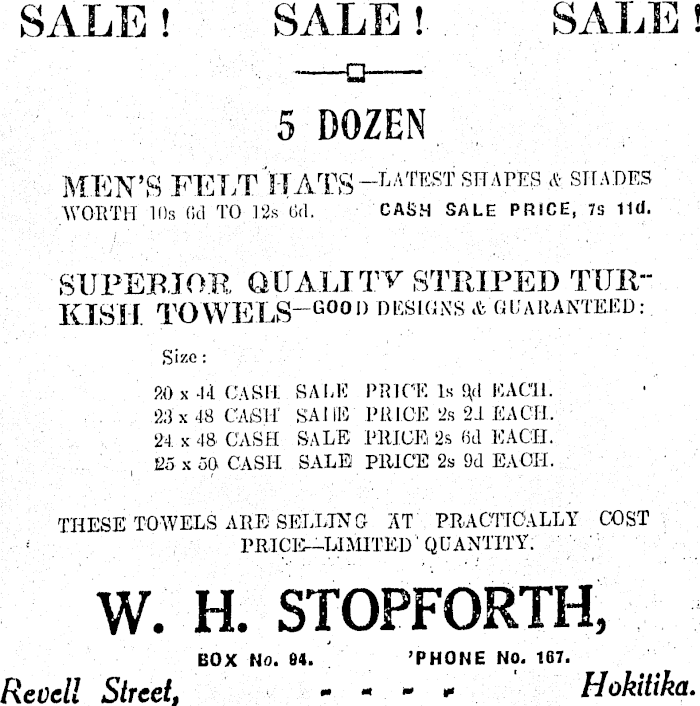 SALE! SALE! SALE!
5 DOZEN
MEN'S FELT HATS—LATEST SHAPES & SHADES
WORTH 10s 6d TO 12s 6d. CASH SALE PRICE, 7s 11d.
SUPERIOR QUALITY STRIPED TUR-
KISH TOWELS—GOOD DESIGNS & GUARANTEED:
Size:
20 x 44 CASH SALE PRICE 1s 9d EACH.
23 x 48 CASH SALE PRICE 2s 2d EACH.
24 x 48 CASH SALE PRICE 2s 6d EACH.
25 x 50 CASH SALE PRICE 2s 9d EACH.
THESE TOWELS ARE SELLING AT PRACTICALLY COST
PRICE—LIMITED QUANTITY.
W. H. STOPFORTH,
BOX No. 94. 'PHONE No. 167.
Revell Street, - - - - Hokitika.